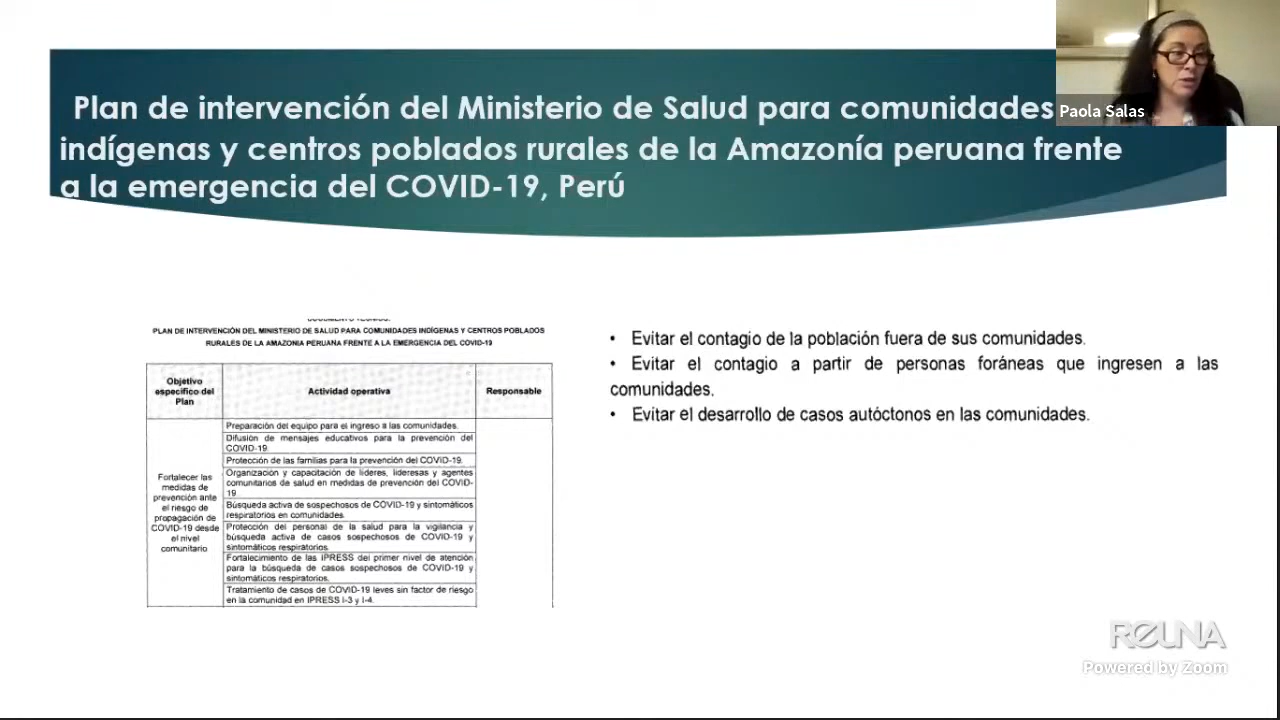 Plan de intervención del Ministerio de Salud para comunidades
indígenas y centros poblados rurales de la Amazonía peruana frente
a la emergencia del COVID-19, Perú
Paola Salas
DOCUMENTO TÉCNICO:
PLAN DE INTERVENCIÓN DEL MINISTERIO DE SALUD PARA COMUNIDADES INDÍGENAS Y CENTROS POBLADOS
RURALES DE LA AMAZONIA PERUANA FRENTE A LA EMERGENCIA DEL COVID-19
Objetivo
específico del
Plan
Actividad operativa
Responsable
Fortalecer las
medidas de
prevención ante
el riesgo de
propagación de
COVID-19 desde
el nivel
comunitario
Preparación del equipo para el ingreso a las comunidades.
Difusión de mensajes educativos para la prevención del
COVID-19.
Protección de las familias para la prevención del COVID-19.
Organización y capacitación de líderes, lideresas y agentes
comunitarios de salud en medidas de prevención del COVID-
19.
Búsqueda activa de sospechosos de COVID-19 y sintomáticos
respiratorios en comunidades.
Protección del personal de la salud para la vigilancia y
búsqueda activa de casos sospechosos de COVID-19 y
sintomáticos respiratorios.
Fortalecimiento de las IPRESS del primer nivel de atención
para la búsqueda de casos sospechosos de COVID-19 y
sintomáticos respiratorios.
Tratamiento de casos de COVID-19 leves sin factor de riesgo
en la comunidad en IPRESS I-3 y I-4.
• Evitar el contagio de la población fuera de sus comunidades.
• Evitar el contagio a partir de personas foráneas que ingresen a las
comunidades.
• Evitar el desarrollo de casos autóctonos en las comunidades.
REUNA
Powered by Zoom